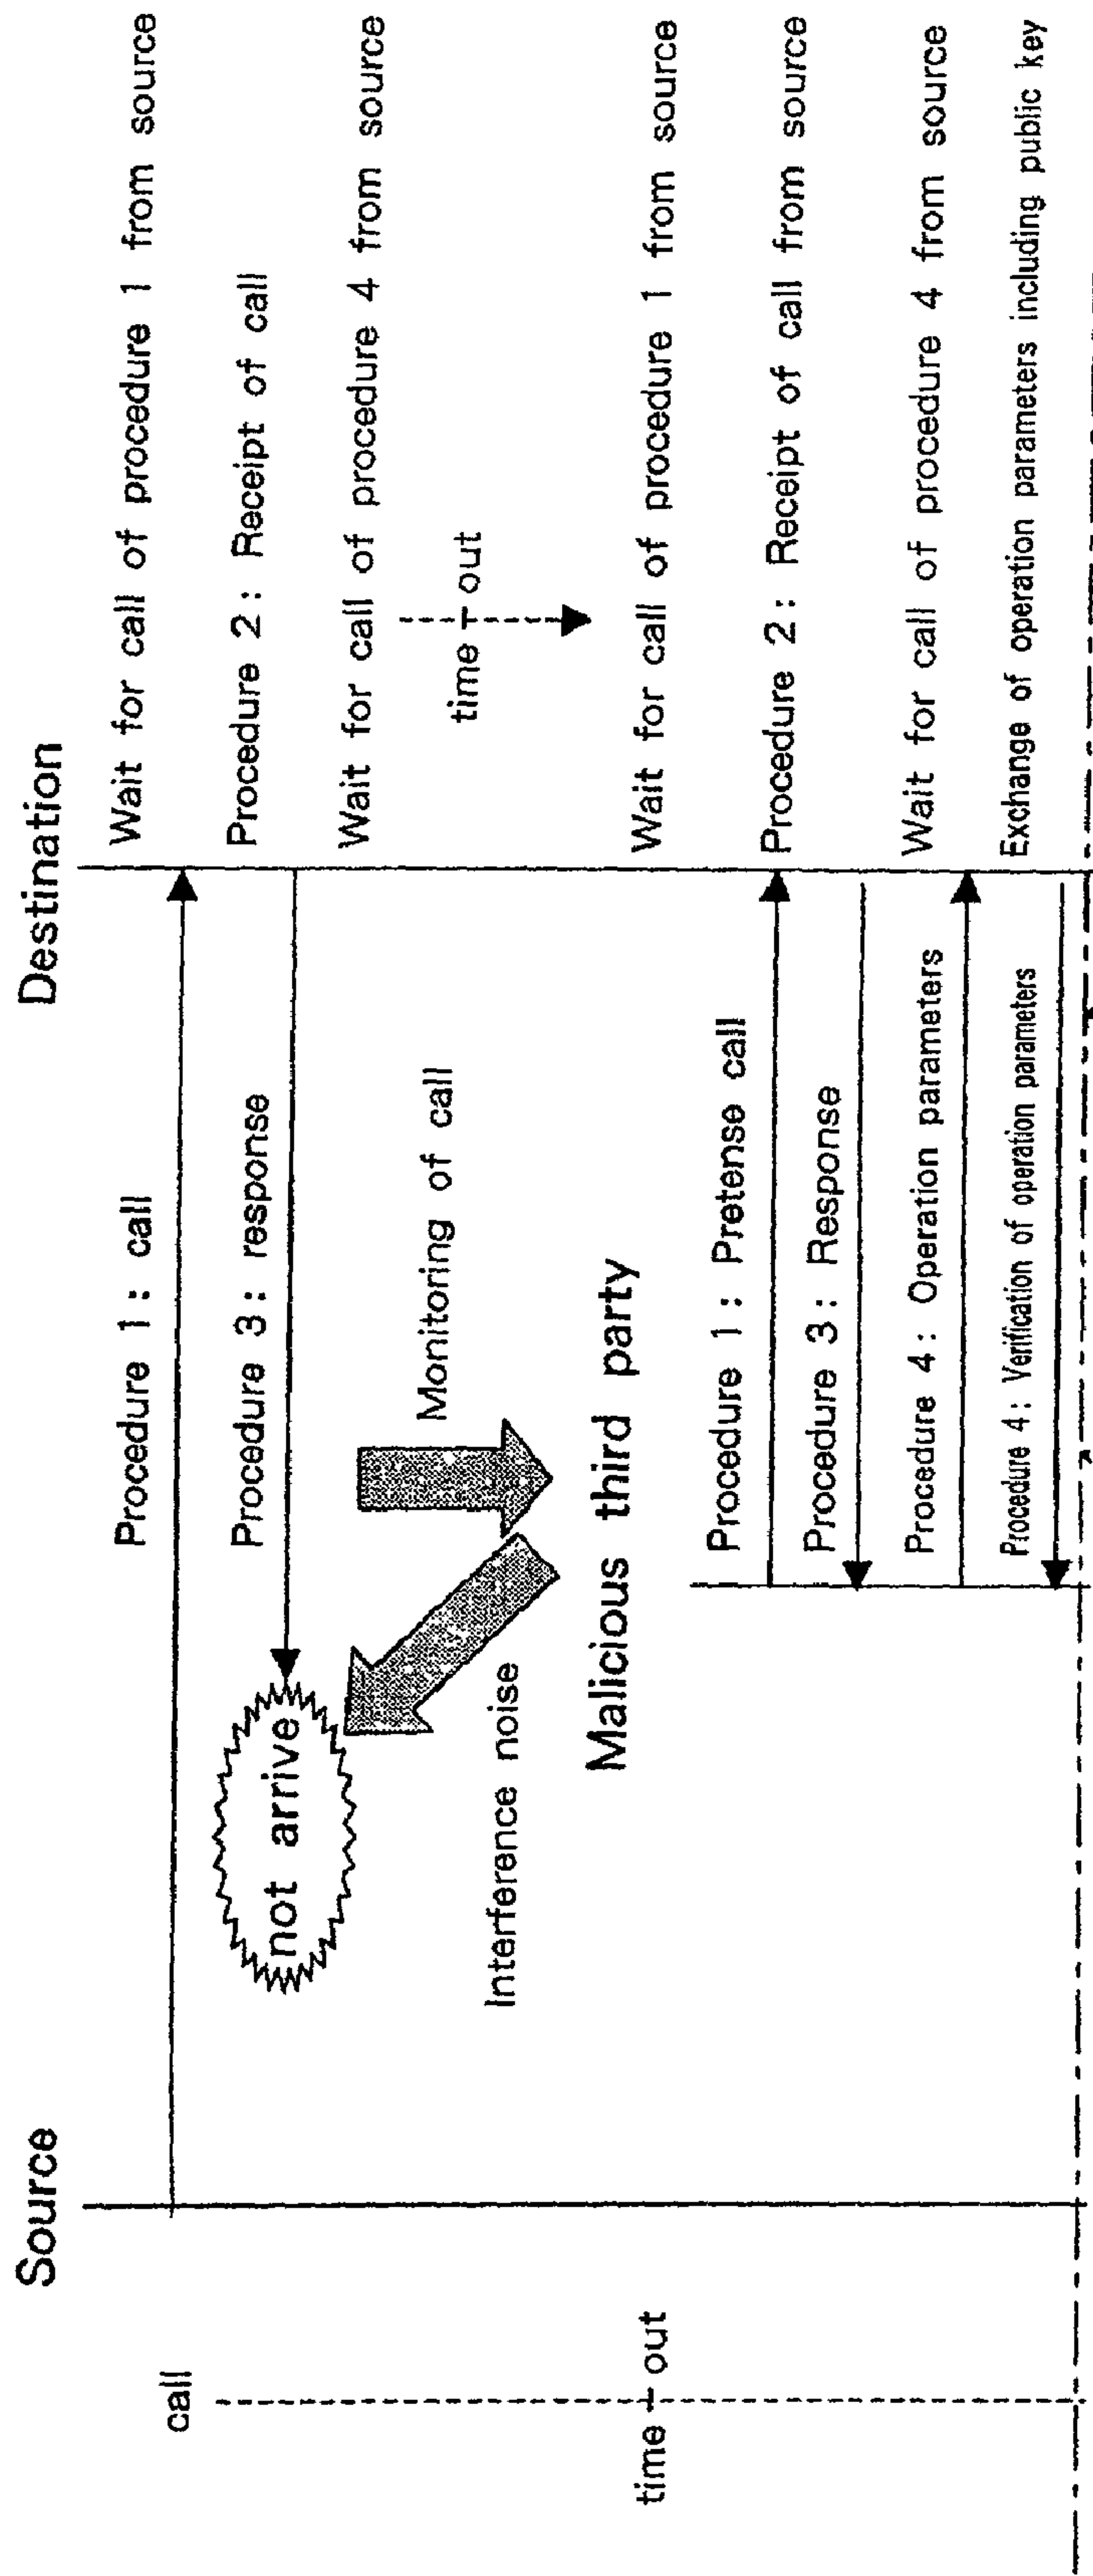 Source
Destination
call
Procedure 1 : call
Wait for call of procedure 1 from source
Procedure 2 : Receipt of call
Procedure 3 : response
not arrive
Wait for call of procedure 4 from source
Monitoring of call
Interference noise
time - out
Malicious third party
time - out
Wait for call of procedure 1 from source
Procedure 1 : Pretense call
Procedure 2 : Receipt of call from source
Procedure 3 : Response
Procedure 4 : Operation parameters
Wait for call of procedure 4 from source
Procedure 4 : Verification of operation parameters
Exchange of operation parameters including public key